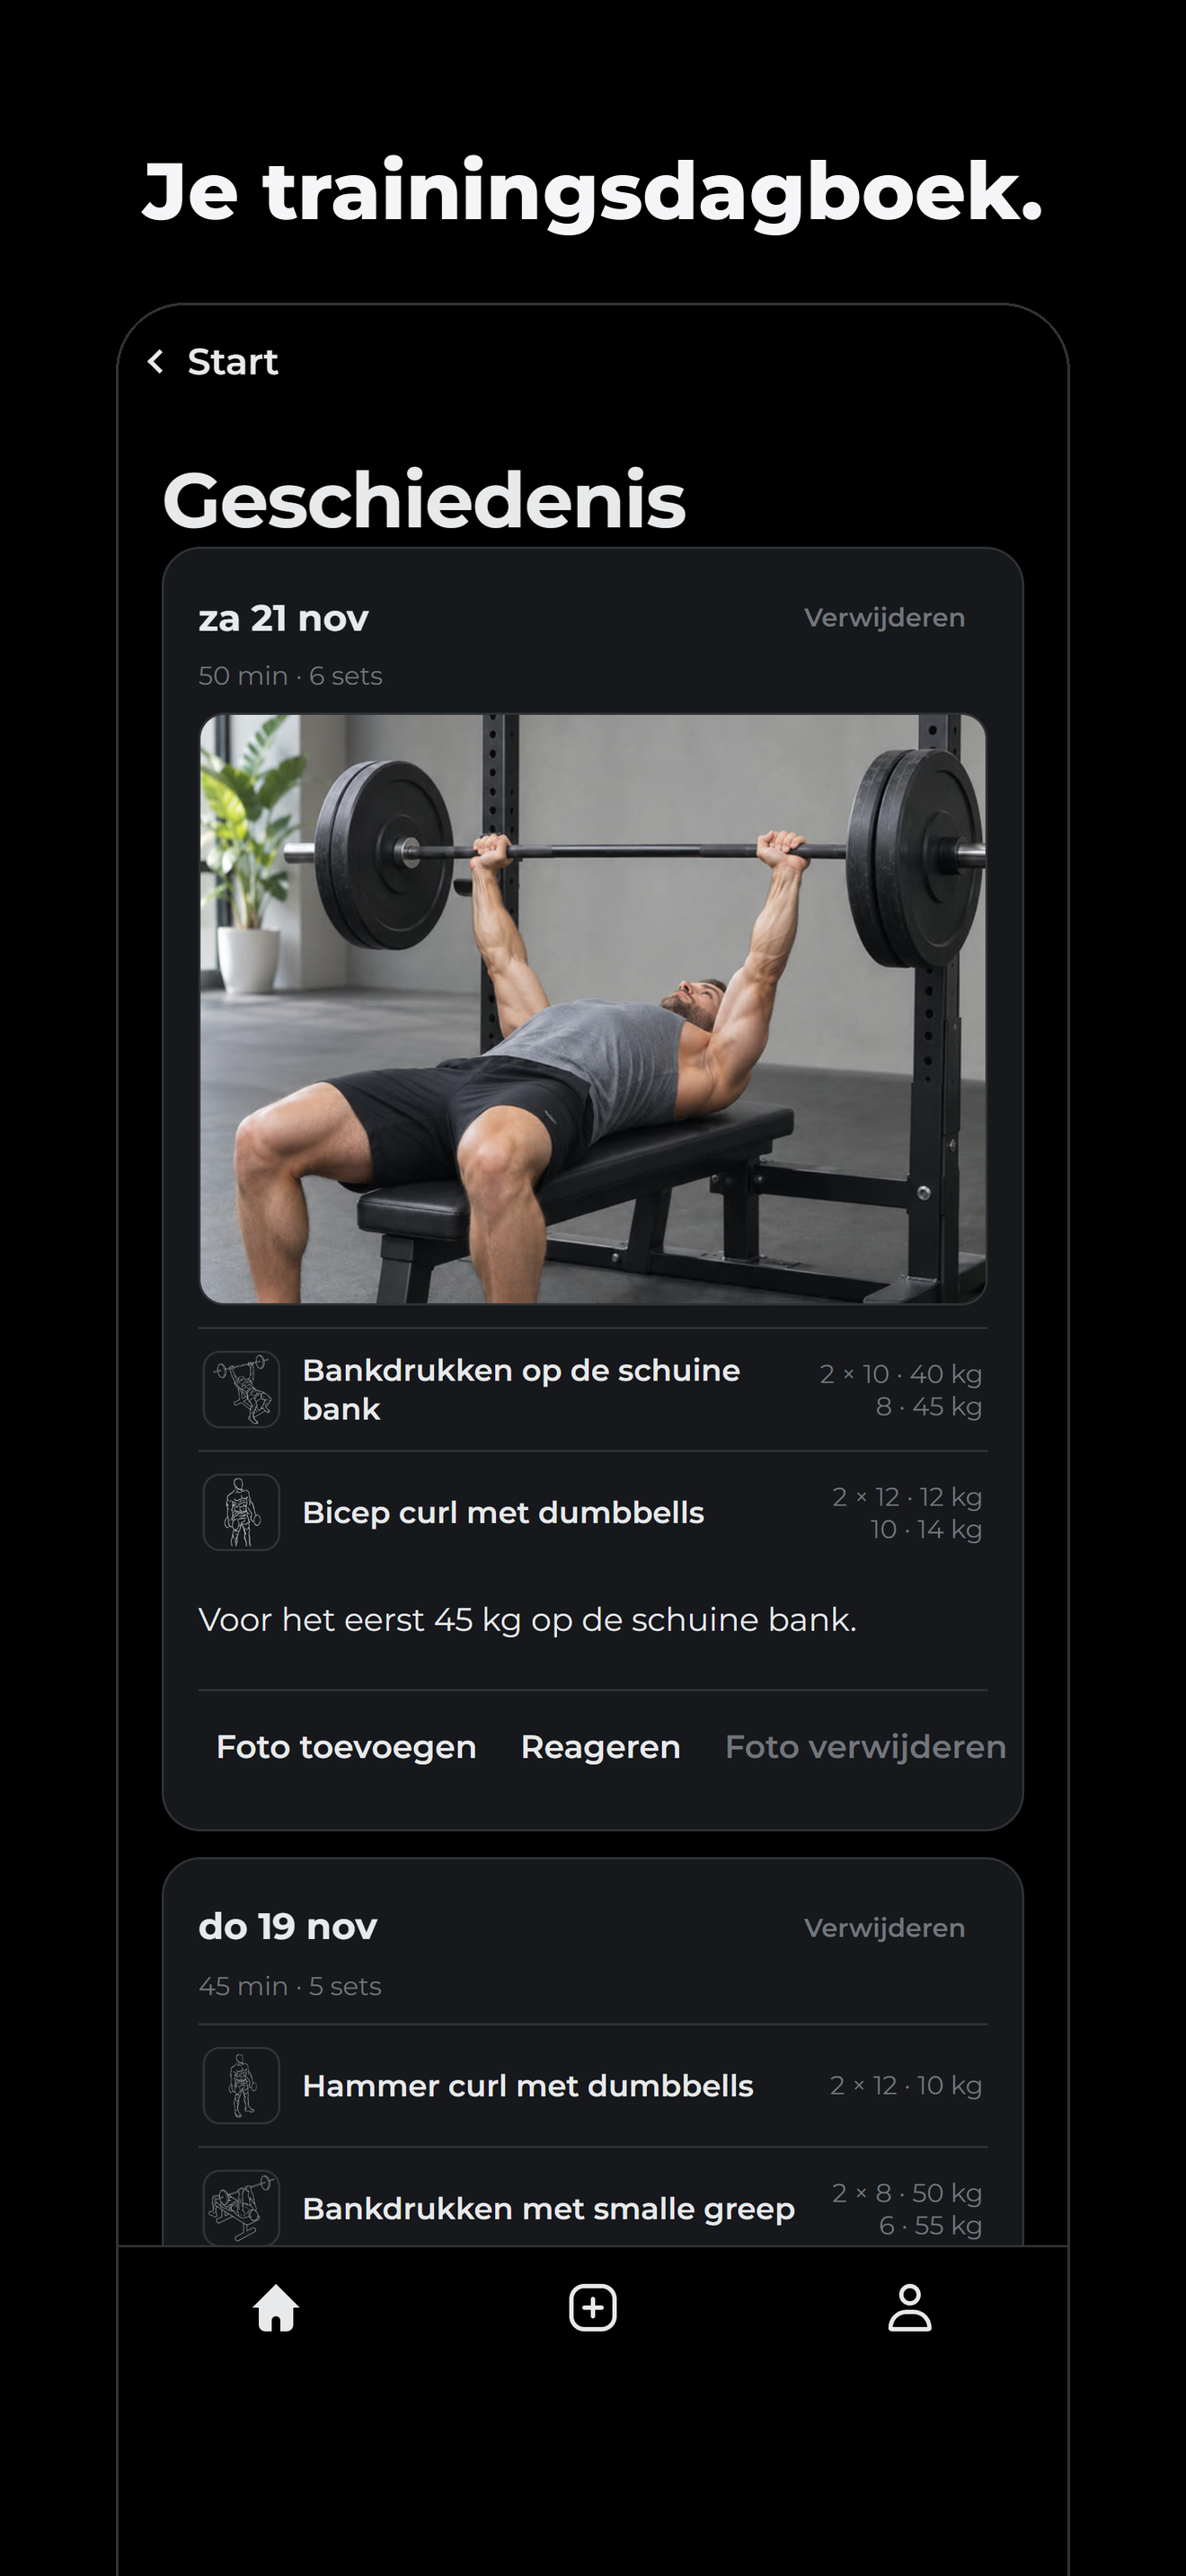 Je trainingsdagboek.
Start
Geschiedenis
za 21 nov
Verwijderen
50 min · 6 sets
Bankdrukken op de schuine
bank
2 × 10 · 40 kg
8 · 45 kg
Bicep curl met dumbbells
2 × 12 · 12 kg
10 · 14 kg
Voor het eerst 45 kg op de schuine bank.
Foto toevoegen
Reageren
Foto verwijderen
do 19 nov
Verwijderen
45 min · 5 sets
Hammer curl met dumbbells
2 × 12 · 10 kg
Bankdrukken met smalle greep
2 × 8 · 50 kg
6 · 55 kg